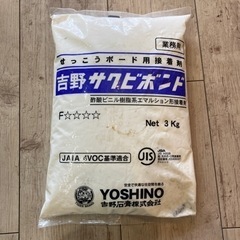 業務用
せっこうボード用接着剤
吉野サクビボンド
酢酸ビニル樹脂系エマルション形接着剤
F☆☆☆☆
Net 3Kg
JAIA 4VOC基準適合
JIS
YOSHINO
吉野石膏株式会社